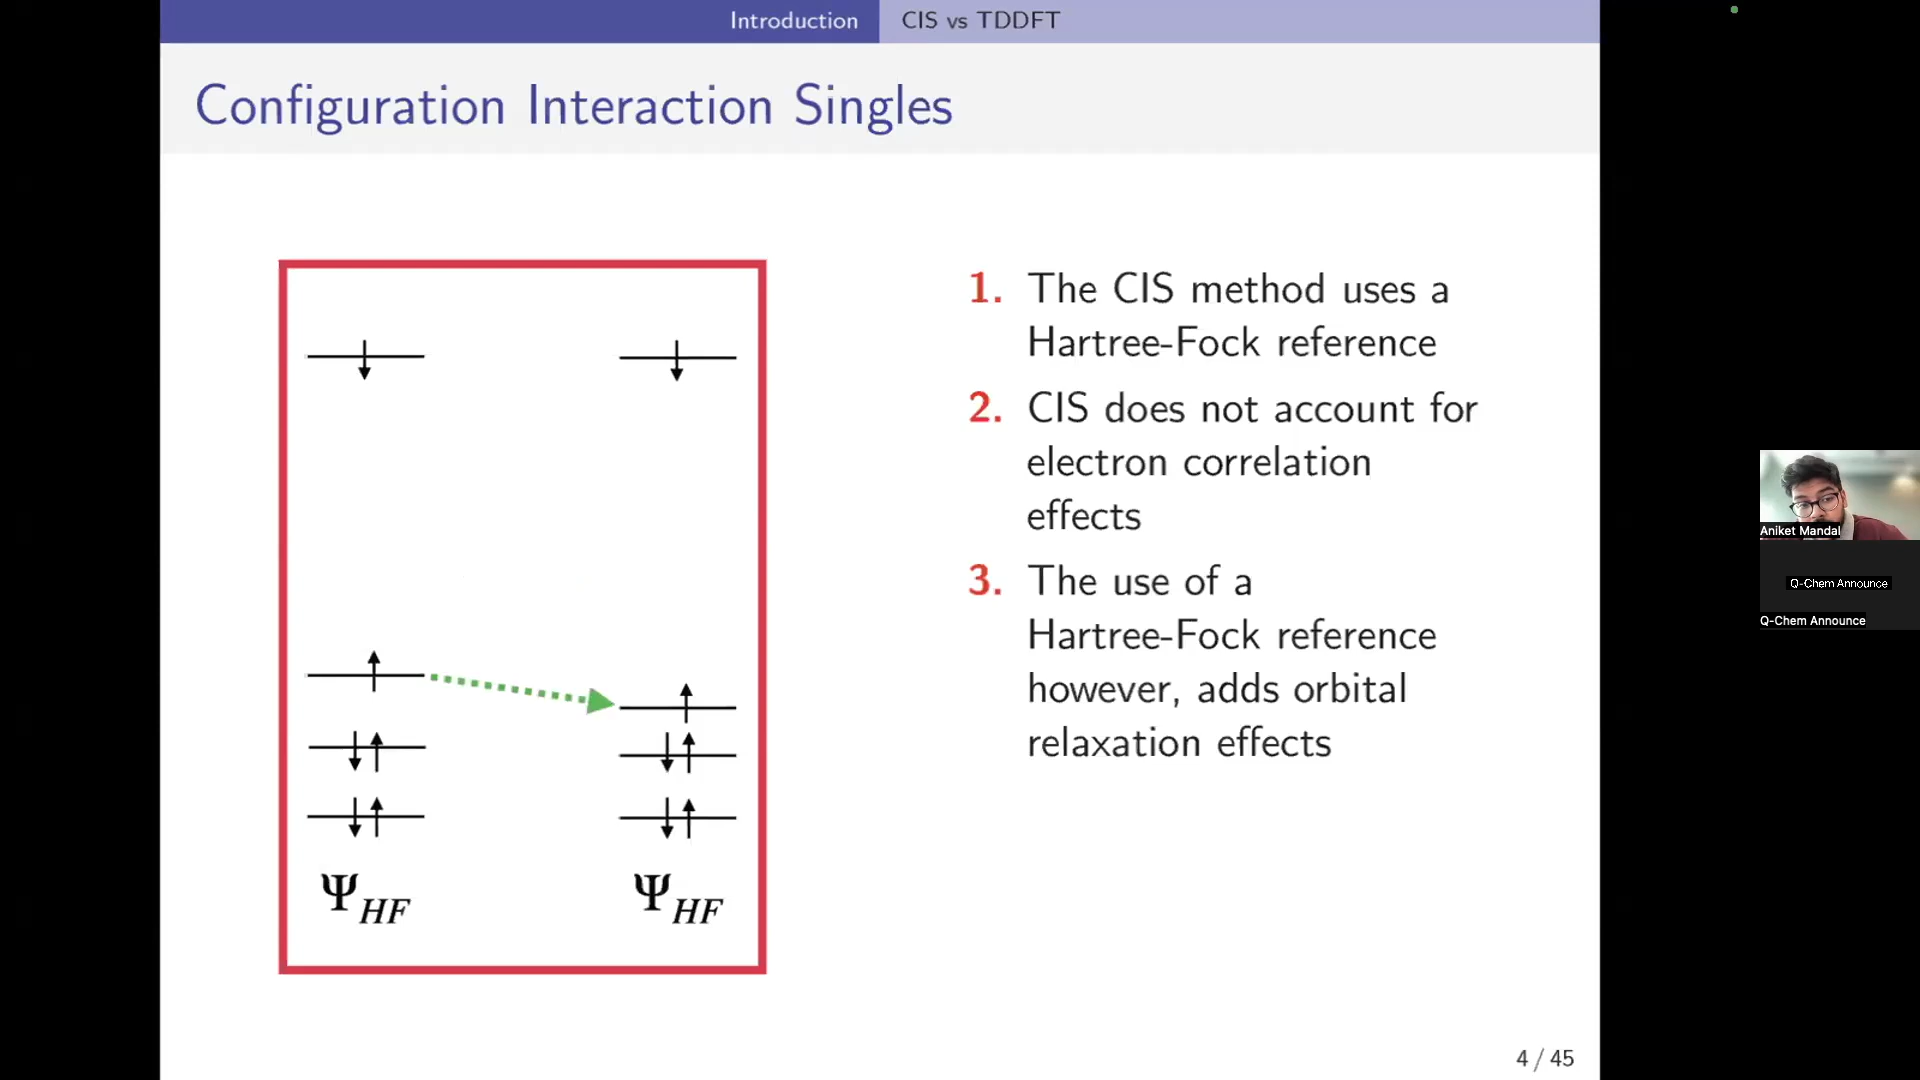 Introduction
CIS vs TDDFT
Configuration Interaction Singles
1. The CIS method uses a
Hartree-Fock reference
2. CIS does not account for
electron correlation
effects
3. The use of a
Hartree-Fock reference
however, adds orbital
relaxation effects
Ψ_HF
Ψ_HF
4 / 45
Aniket Mandal
Q-Chem Announce
Q-Chem Announce